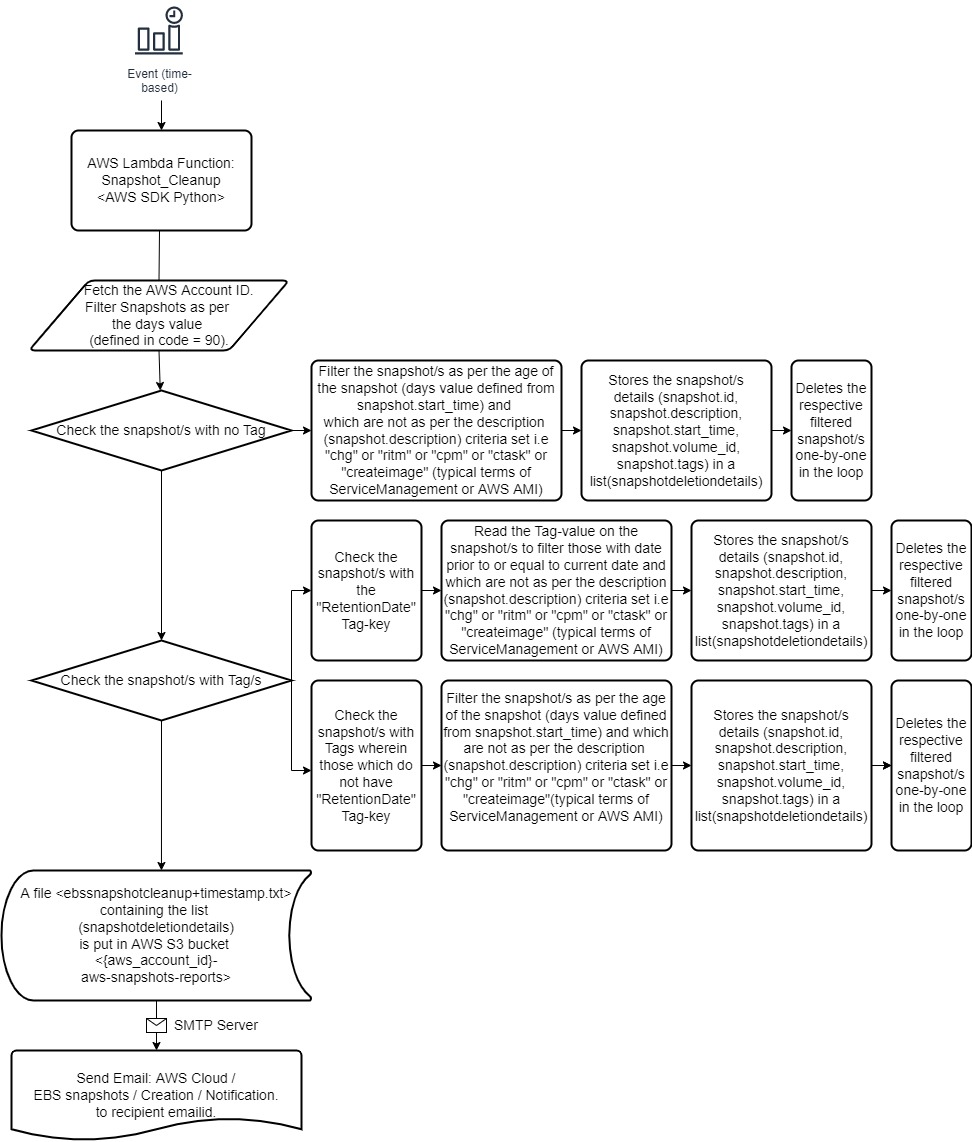 Event (time-
based)
AWS Lambda Function:
Snapshot_Cleanup
<AWS SDK Python>
Fetch the AWS Account ID.
Filter Snapshots as per
the days value
(defined in code = 90).
Check the snapshot/s with no Tag
Filter the snapshot/s as per the age of
the snapshot (days value defined from
snapshot.start_time) and
which are not as per the description
(snapshot.description) criteria set i.e
"chg" or "ritm" or "cpm" or "ctask" or
"createimage" (typical terms of
ServiceManagement or AWS AMI)
Stores the snapshot/s
details (snapshot.id,
snapshot.description,
snapshot.start_time,
snapshot.volume_id,
snapshot.tags) in a
list(snapshotdeletiondetails)
Deletes the
respective
filtered
snapshot/s
one-by-one
in the loop
Check the snapshot/s with Tag/s
Check the
snapshot/s with
the
"RetentionDate"
Tag-key
Read the Tag-value on the
snapshot/s to filter those with date
prior to or equal to current date and
which are not as per the description
(snapshot.description) criteria set i.e
"chg" or "ritm" or "cpm" or "ctask" or
"createimage" (typical terms of
ServiceManagement or AWS AMI)
Stores the snapshot/s
details (snapshot.id,
snapshot.description,
snapshot.start_time,
snapshot.volume_id,
snapshot.tags) in a
list(snapshotdeletiondetails)
Deletes the
respective
filtered
snapshot/s
one-by-one
in the loop
Check the
snapshot/s with
Tags wherein
those which do
not have
"RetentionDate"
Tag-key
Filter the snapshot/s as per the age
of the snapshot (days value defined
from snapshot.start_time) and which
are not as per the description
(snapshot.description) criteria set i.e
"chg" or "ritm" or "cpm" or "ctask" or
"createimage"(typical terms of
ServiceManagement or AWS AMI)
Stores the snapshot/s
details (snapshot.id,
snapshot.description,
snapshot.start_time,
snapshot.volume_id,
snapshot.tags) in a
list(snapshotdeletiondetails)
Deletes the
respective
filtered
snapshot/s
one-by-one
in the loop
A file <ebssnapshotcleanup+timestamp.txt>
containing the list
(snapshotdeletiondetails)
is put in AWS S3 bucket
<{aws_account_id}-
aws-snapshots-reports>
SMTP Server
Send Email: AWS Cloud /
EBS snapshots / Creation / Notification.
to recipient emailid.